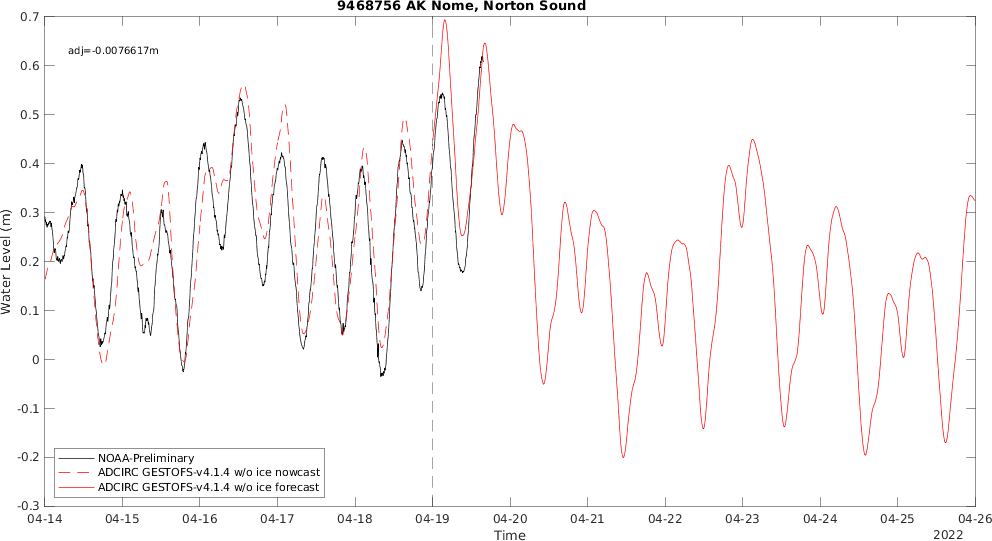 9468756 AK Nome, Norton Sound
adj=-0.0076617m
0.7
0.6
0.5
0.4
0.3
0.2
0.1
0
-0.1
-0.2
-0.3
Water Level (m)
NOAA-Preliminary
ADCIRC GESTOFS-v4.1.4 w/o ice nowcast
ADCIRC GESTOFS-v4.1.4 w/o ice forecast
04-14 04-15 04-16 04-17 04-18 04-19 04-20 04-21 04-22 04-23 04-24 04-25 04-26
Time
2022